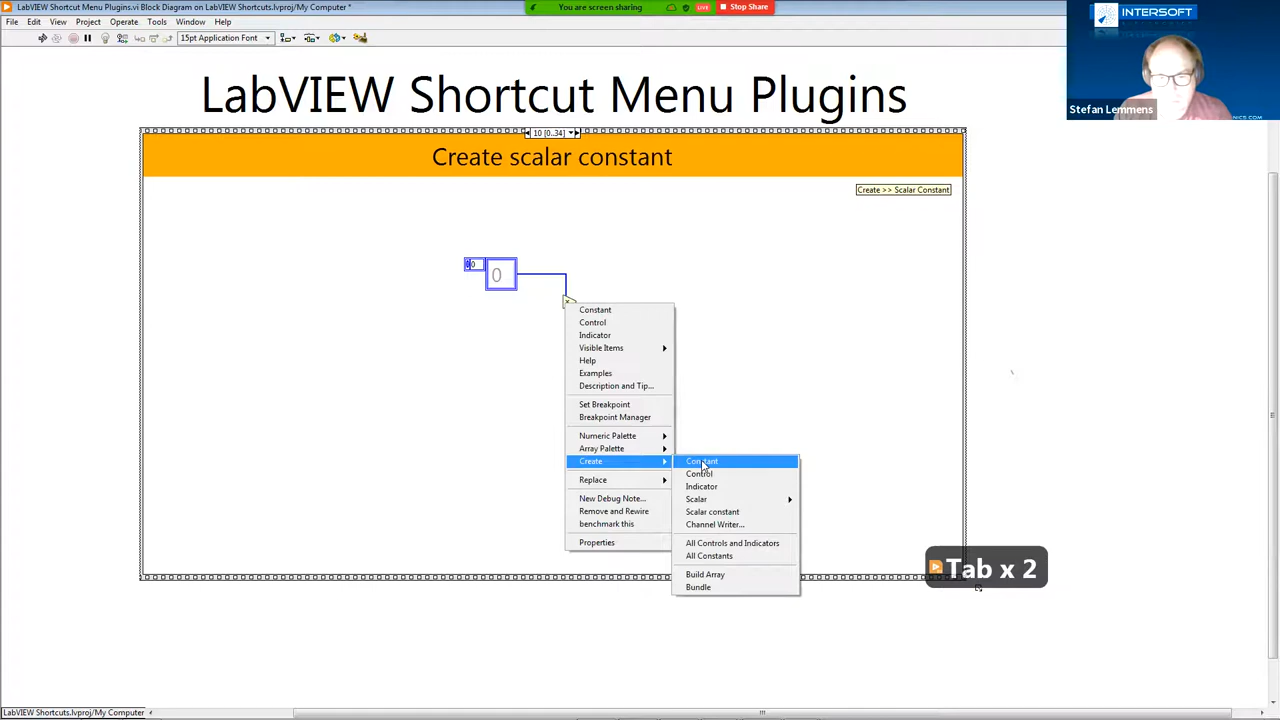 LabVIEW Shortcut Menu Plugins.vi Block Diagram on LabVIEW Shortcuts.lvproj/My Computer *
You are screen sharing
LIVE
Stop Share
File Edit View Project Operate Tools Window Help
15pt Application Font
INTERSOFT
Stefan Lemmens
LabVIEW Shortcut Menu Plugins
10 [0..34]
Create scalar constant
Create >> Scalar Constant
0
0
Constant
Control
Indicator
Visible Items
Help
Examples
Description and Tip...
Set Breakpoint
Breakpoint Manager
Numeric Palette
Array Palette
Create
Replace
New Debug Note...
Remove and Rewire
benchmark this
Properties
Constant
Control
Indicator
Scalar
Scalar constant
Channel Writer...
All Controls and Indicators
All Constants
Build Array
Bundle
Tab x 2
LabVIEW Shortcuts.lvproj/My Computer